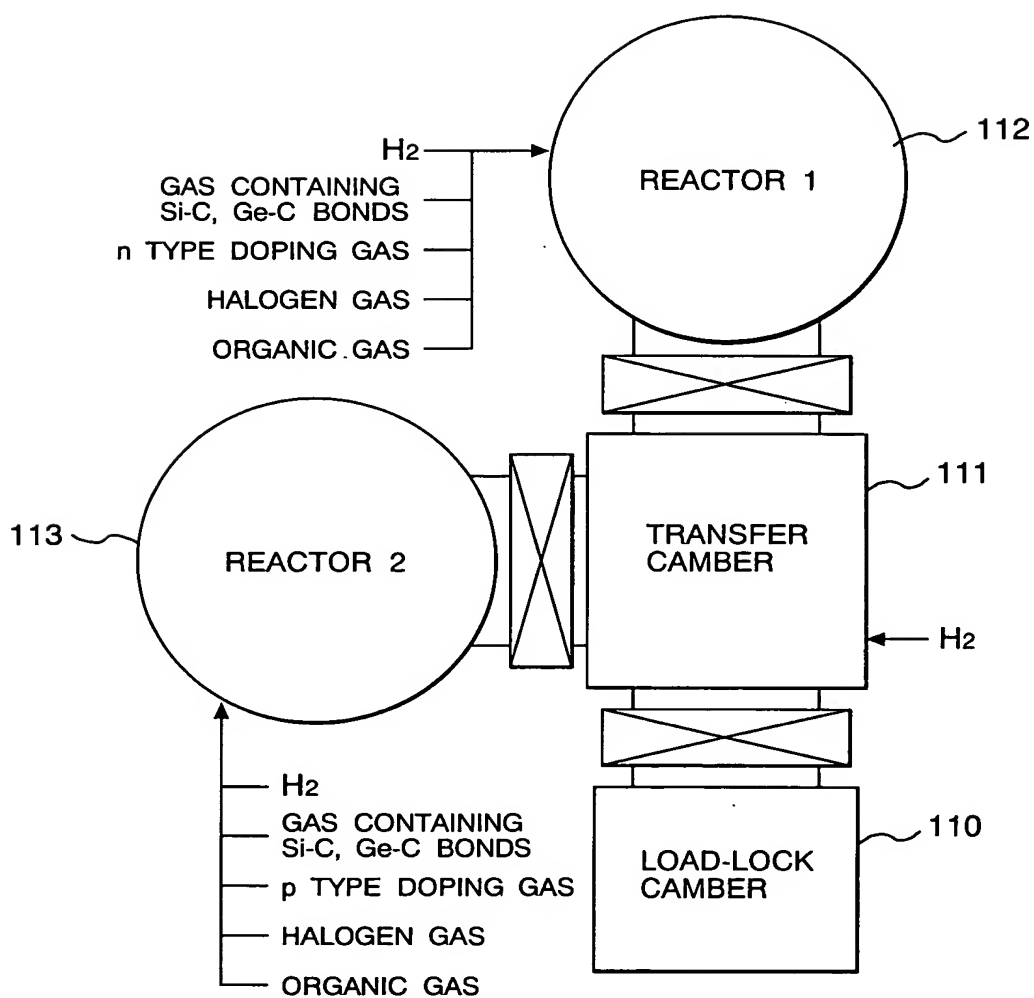 112
H2
REACTOR 1
GAS CONTAINING
Si-C, Ge-C BONDS
n TYPE DOPING GAS
HALOGEN GAS
ORGANIC.GAS
111
113
REACTOR 2
TRANSFER
CAMBER
H2
H2
GAS CONTAINING
Si-C, Ge-C BONDS
p TYPE DOPING GAS
HALOGEN GAS
ORGANIC GAS
110
LOAD-LOCK
CAMBER